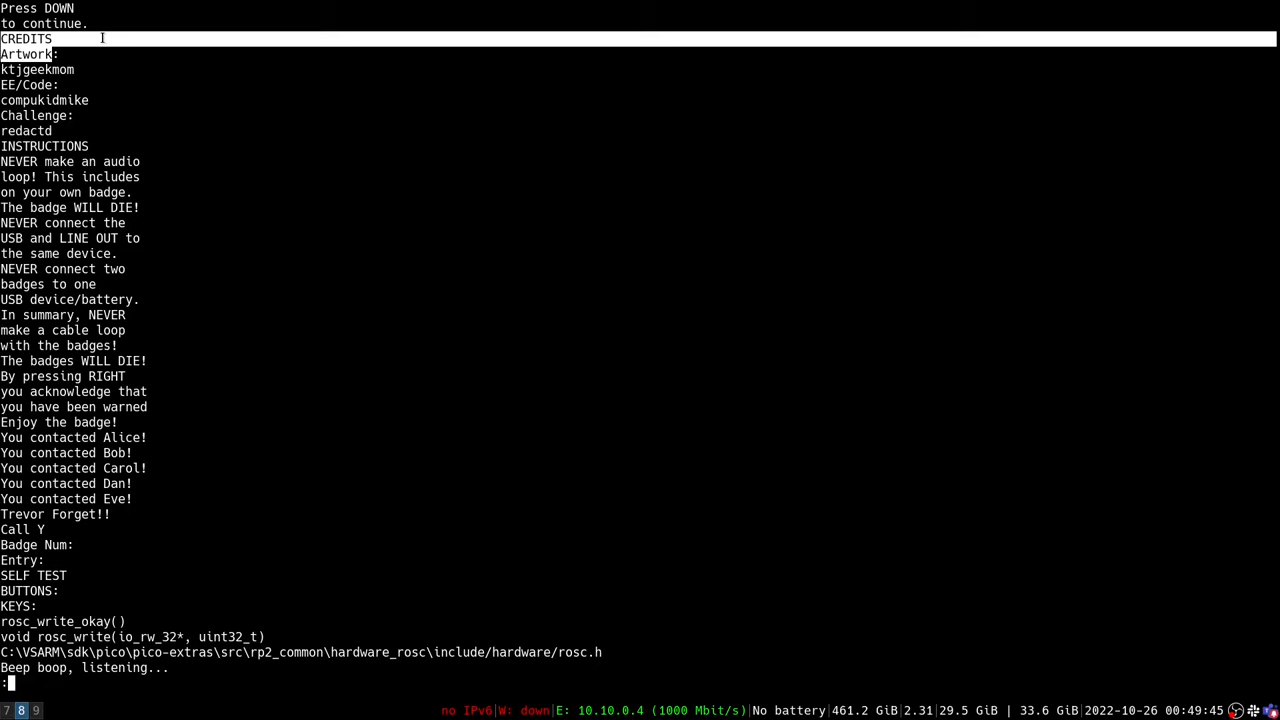 Press DOWN
to continue.
CREDITS
Artwork:
ktjgeekmom
EE/Code:
compukidmike
Challenge:
redactd
INSTRUCTIONS
NEVER make an audio
loop! This includes
on your own badge.
The badge WILL DIE!
NEVER connect the
USB and LINE OUT to
the same device.
NEVER connect two
badges to one
USB device/battery.
In summary, NEVER
make a cable loop
with the badges!
The badges WILL DIE!
By pressing RIGHT
you acknowledge that
you have been warned
Enjoy the badge!
You contacted Alice!
You contacted Bob!
You contacted Carol!
You contacted Dan!
You contacted Eve!
Trevor Forget!!
Call Y
Badge Num:
Entry:
SELF TEST
BUTTONS:
KEYS:
rosc_write_okay()
void rosc_write(io_rw_32*, uint32_t)
C:\VSARM\sdk\pico\pico-extras\src\rp2_common\hardware_rosc\include/hardware/rosc.h
Beep boop, listening...
:
7 8 9 no IPv6|W: down|E: 10.10.0.4 (1000 Mbit/s)|No battery|461.2 GiB|2.31|29.5 GiB | 33.6 GiB|2022-10-26 00:49:45